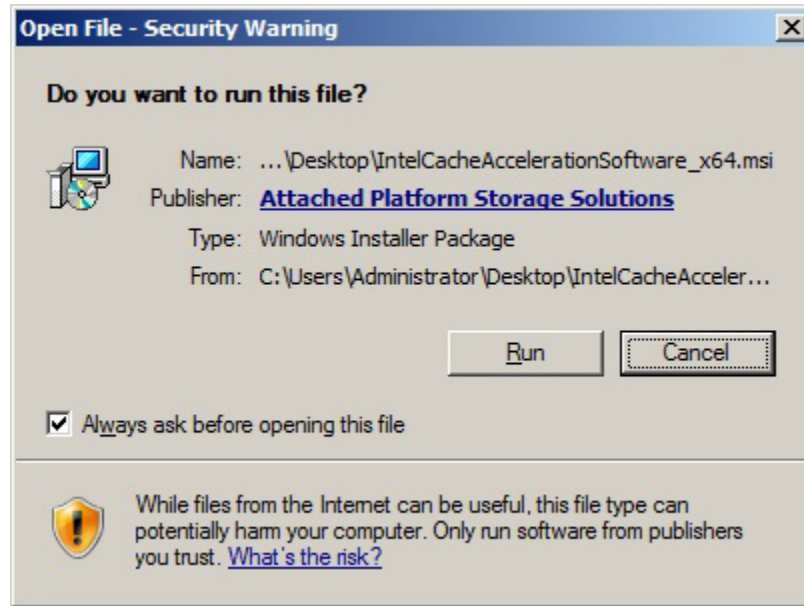 Open File - Security Warning
Do you want to run this file?
Name: ...\Desktop\IntelCacheAccelerationSoftware_x64.msi
Publisher: Attached Platform Storage Solutions
Type: Windows Installer Package
From: C:\Users\Administrator\Desktop\IntelCacheAcceler...
Run Cancel
Always ask before opening this file
While files from the Internet can be useful, this file type can
potentially harm your computer. Only run software from publishers
you trust. What's the risk?